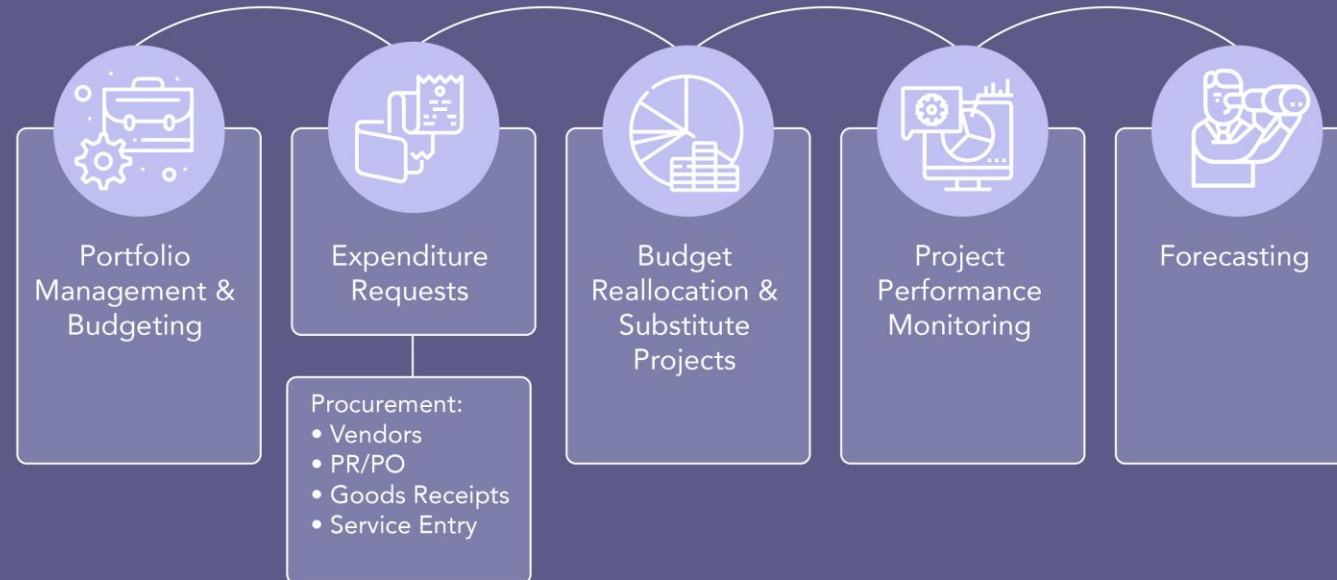 Portfolio
Management &
Budgeting
Expenditure
Requests
Procurement:
• Vendors
• PR/PO
• Goods Receipts
• Service Entry
Budget
Reallocation &
Substitute
Projects
Project
Performance
Monitoring
Forecasting